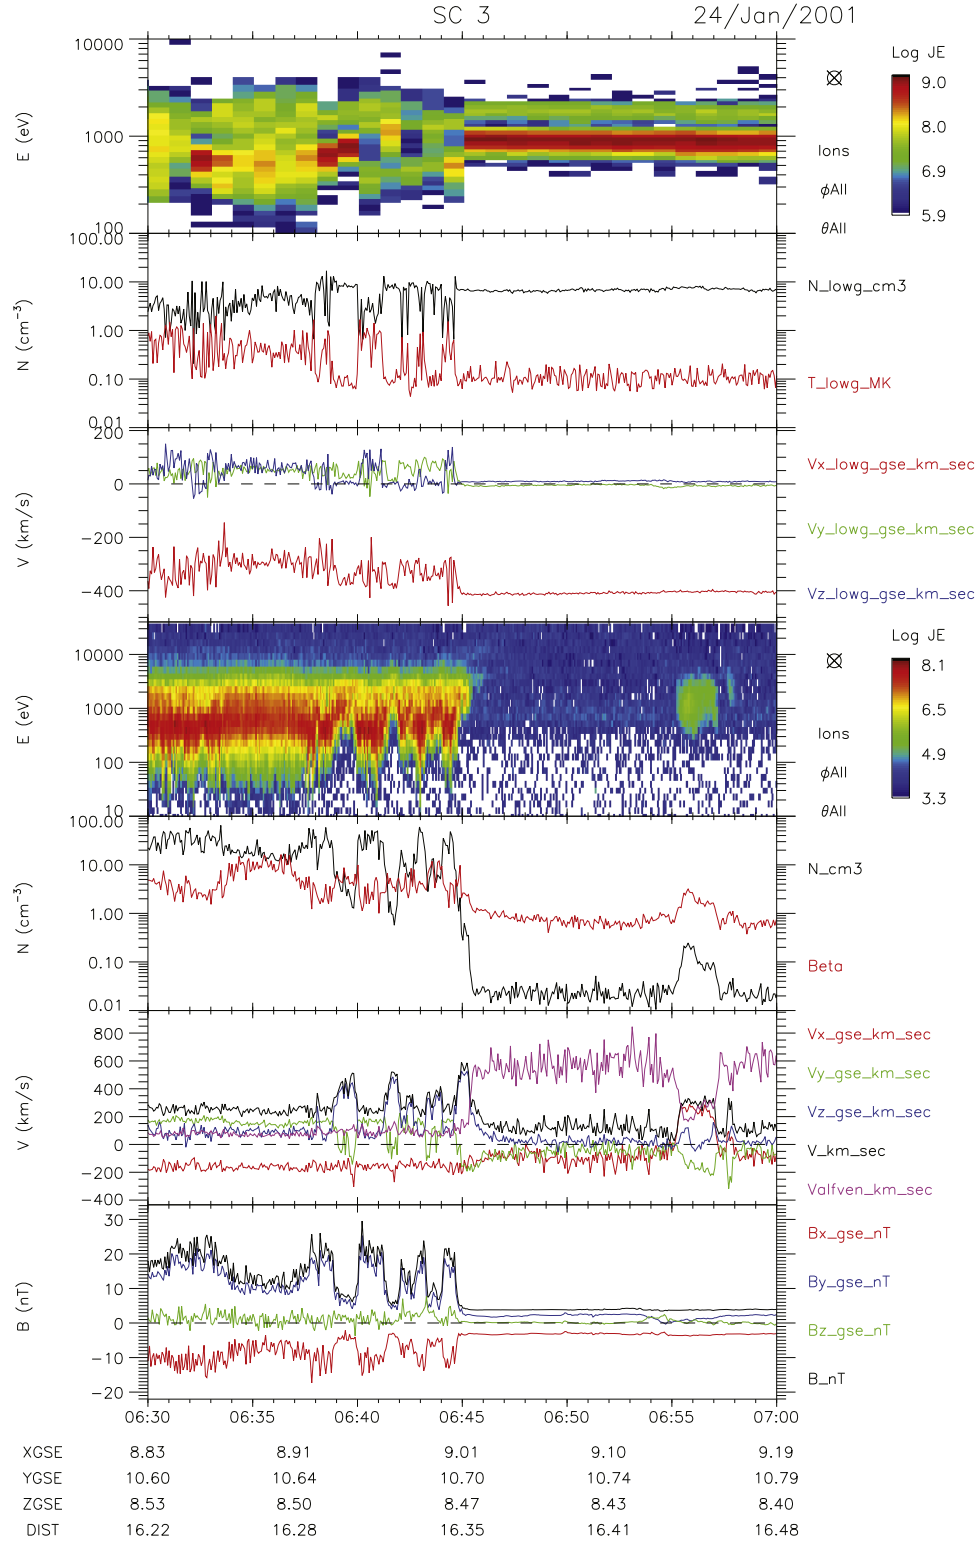 SC 3 24/Jan/2001
10000
1000
100
E (eV)
Ions
ϕAll
θAll
Log JE
9.0
8.0
6.9
5.9
100.00
10.00
1.00
0.10
0.01
N (cm⁻³)
N_lowg_cm3
T_lowg_MK
200
0
−200
−400
V (km/s)
Vx_lowg_gse_km_sec
Vy_lowg_gse_km_sec
Vz_lowg_gse_km_sec
10000
1000
100
10
E (eV)
Ions
ϕAll
θAll
Log JE
8.1
6.5
4.9
3.3
100.00
10.00
1.00
0.10
0.01
N (cm⁻³)
N_cm3
Beta
800
600
400
200
0
−200
−400
V (km/s)
Vx_gse_km_sec
Vy_gse_km_sec
Vz_gse_km_sec
V_km_sec
Valfven_km_sec
30
20
10
0
−10
−20
B (nT)
Bx_gse_nT
By_gse_nT
Bz_gse_nT
B_nT
06:30 06:35 06:40 06:45 06:50 06:55 07:00
XGSE 8.83 8.91 9.01 9.10 9.19
YGSE 10.60 10.64 10.70 10.74 10.79
ZGSE 8.53 8.50 8.47 8.43 8.40
DIST 16.22 16.28 16.35 16.41 16.48